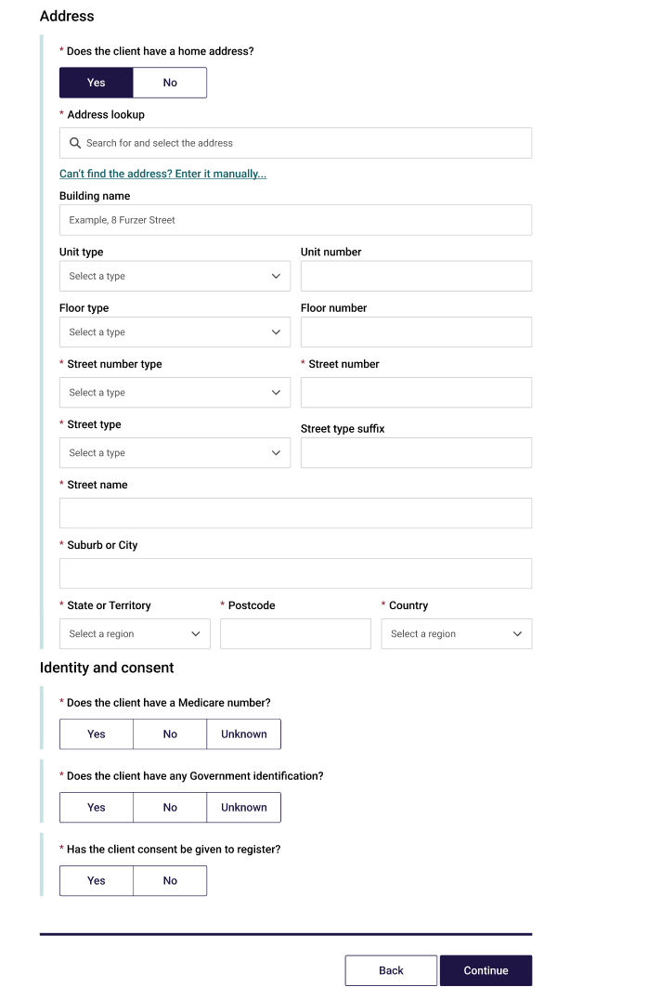 Address
* Does the client have a home address?
Yes No
* Address lookup
Search for and select the address
Can't find the address? Enter it manually...
Building name
Example, 8 Furzer Street
Unit type Unit number
Select a type
Floor type Floor number
Select a type
* Street number type * Street number
Select a type
* Street type Street type suffix
Select a type
* Street name
* Suburb or City
* State or Territory * Postcode * Country
Select a region Select a region
Identity and consent
* Does the client have a Medicare number?
Yes No Unknown
* Does the client have any Government identification?
Yes No Unknown
* Has the client consent be given to register?
Yes No
Back Continue